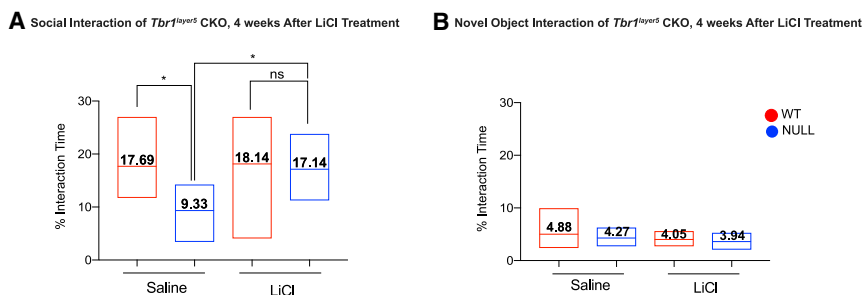 A Social Interaction of Tbr1layer5 CKO, 4 weeks After LiCl Treatment
*
*
ns
% Interaction Time
30
20
10
0
17.69
9.33
18.14
17.14
Saline
LiCl
B Novel Object Interaction of Tbr1layer5 CKO, 4 weeks After LiCl Treatment
% Interaction Time
30
20
10
0
4.88
4.27
4.05
3.94
Saline
LiCl
WT
NULL